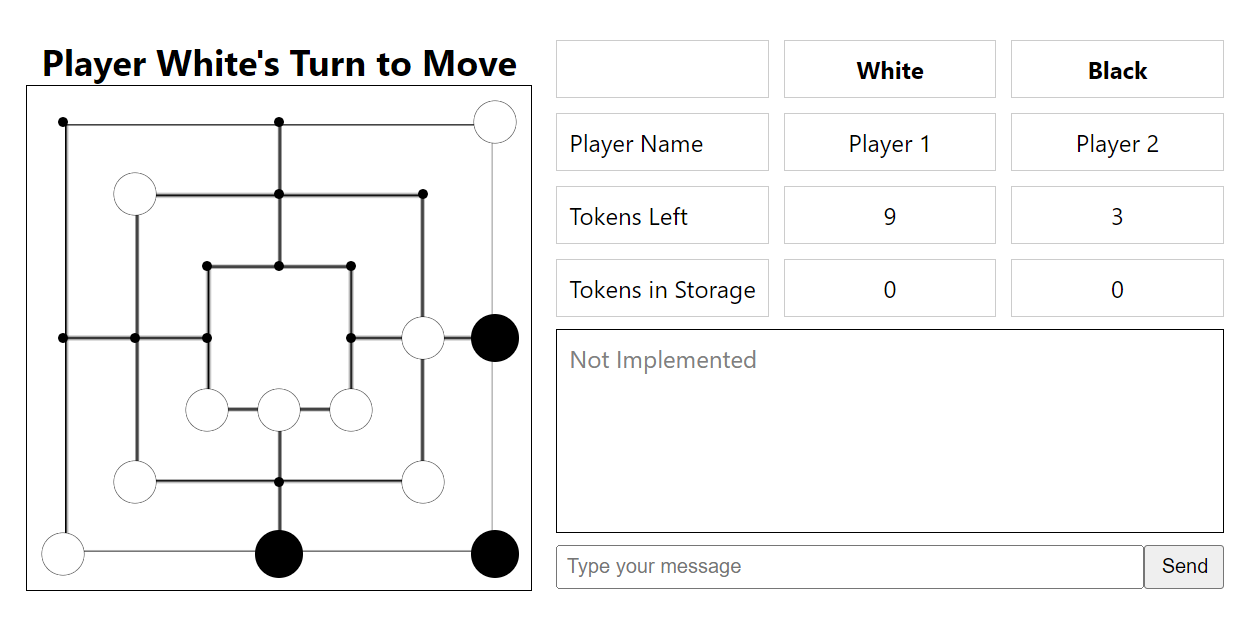 Player White's Turn to Move
White Black
Player Name Player 1 Player 2
Tokens Left 9 3
Tokens in Storage 0 0
Not Implemented
Type your message Send